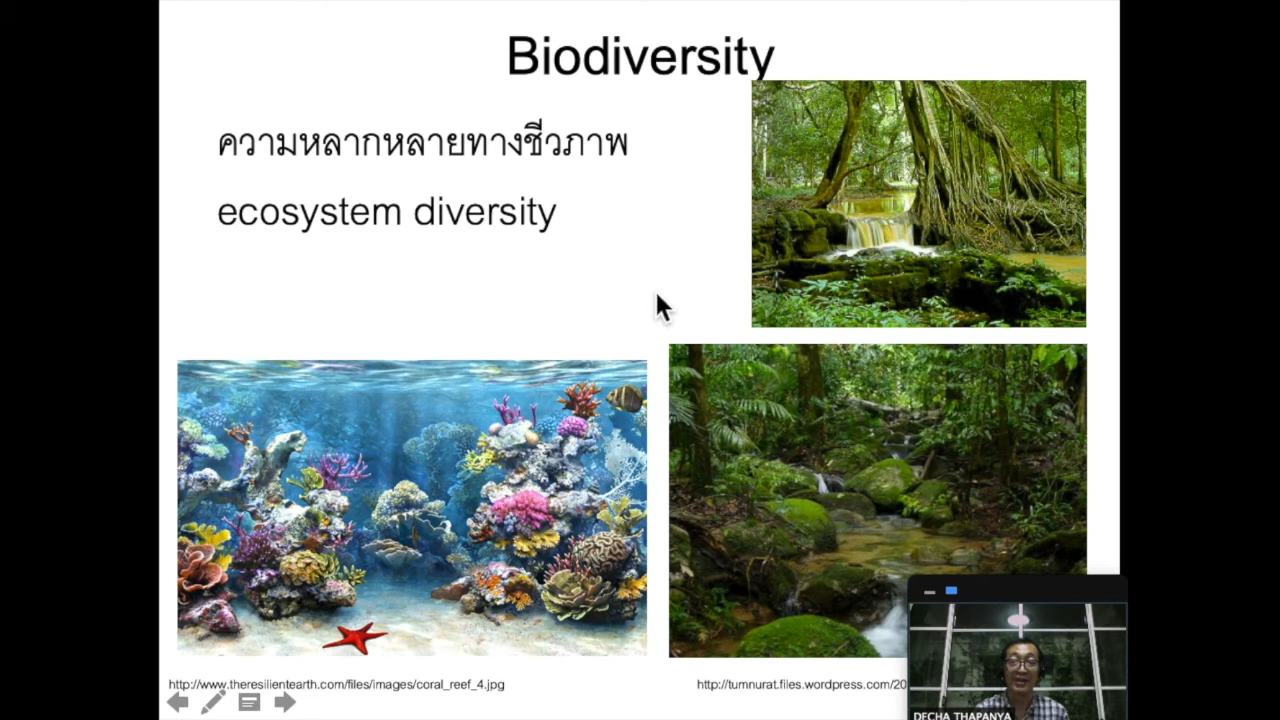 Biodiversity
ความหลากหลายทางชีวภาพ
ecosystem diversity
http://www.theresilientearth.com/files/images/coral_reef_4.jpg
http://tumnurat.files.wordpress.com/20
DECHA THAPANYA